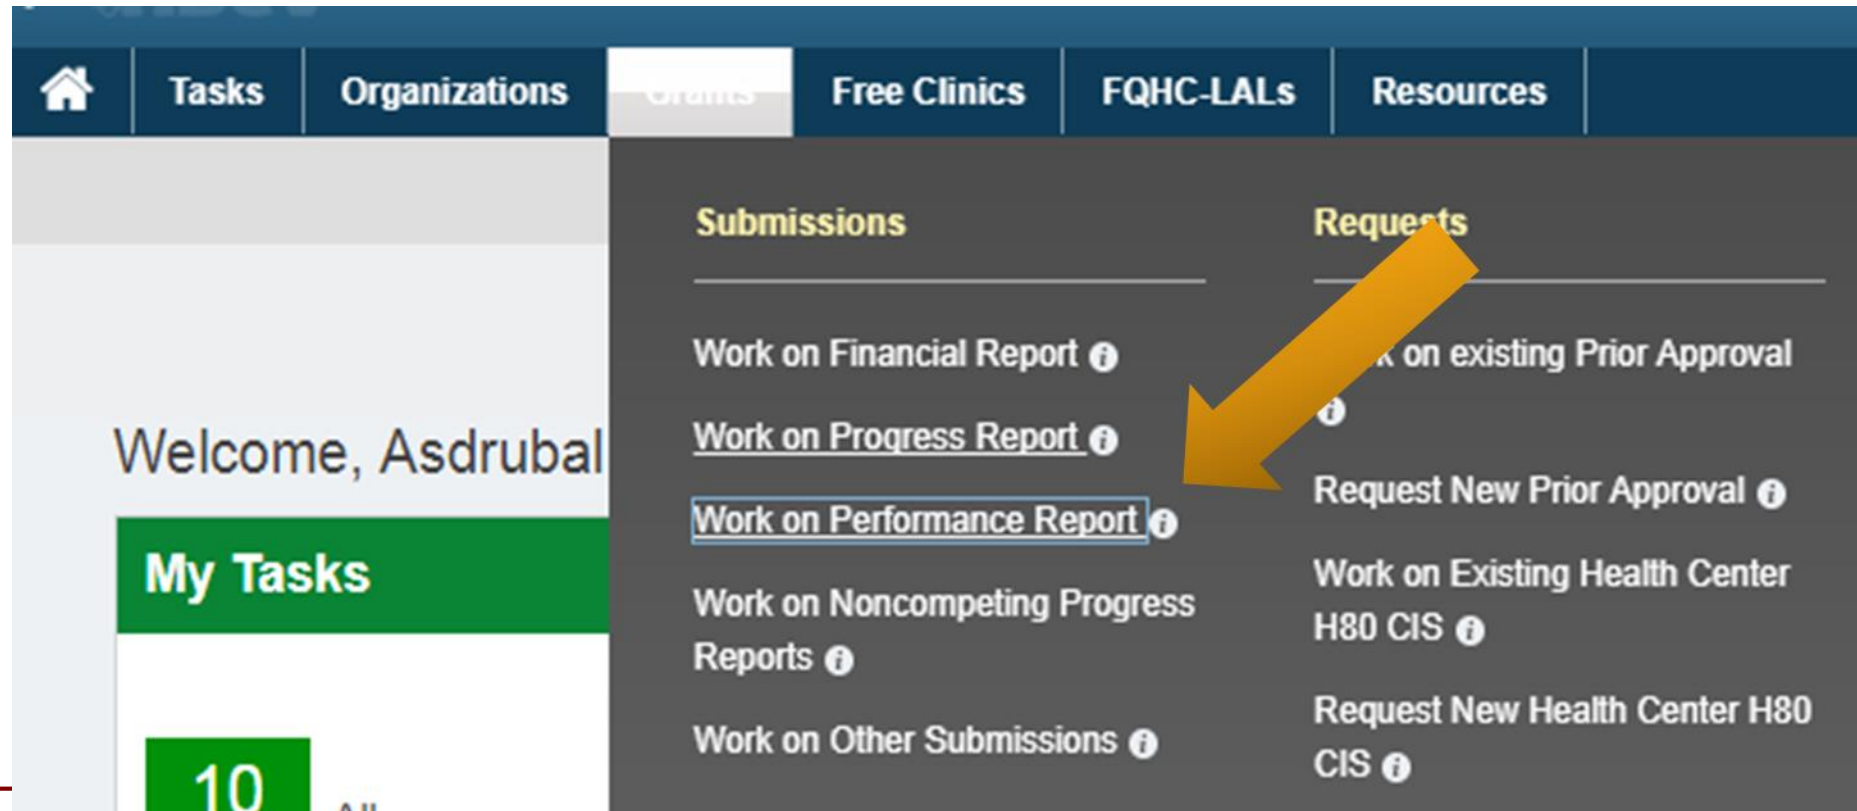 Tasks
Organizations
Grants
Free Clinics
FQHC-LALs
Resources
Submissions
Work on Financial Report
Work on Progress Report
Work on Performance Report
Work on Noncompeting Progress
Reports
Work on Other Submissions
Requests
on existing Prior Approval
Request New Prior Approval
Work on Existing Health Center
H80 CIS
Request New Health Center H80
CIS
Welcome, Asdrubal
My Tasks
10